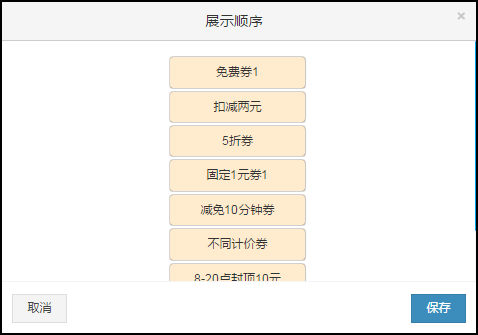 展示顺序
×
免费券1
扣减两元
5折券
固定1元券1
减免10分钟券
不同计价券
8-20点封顶10元
取消
保存